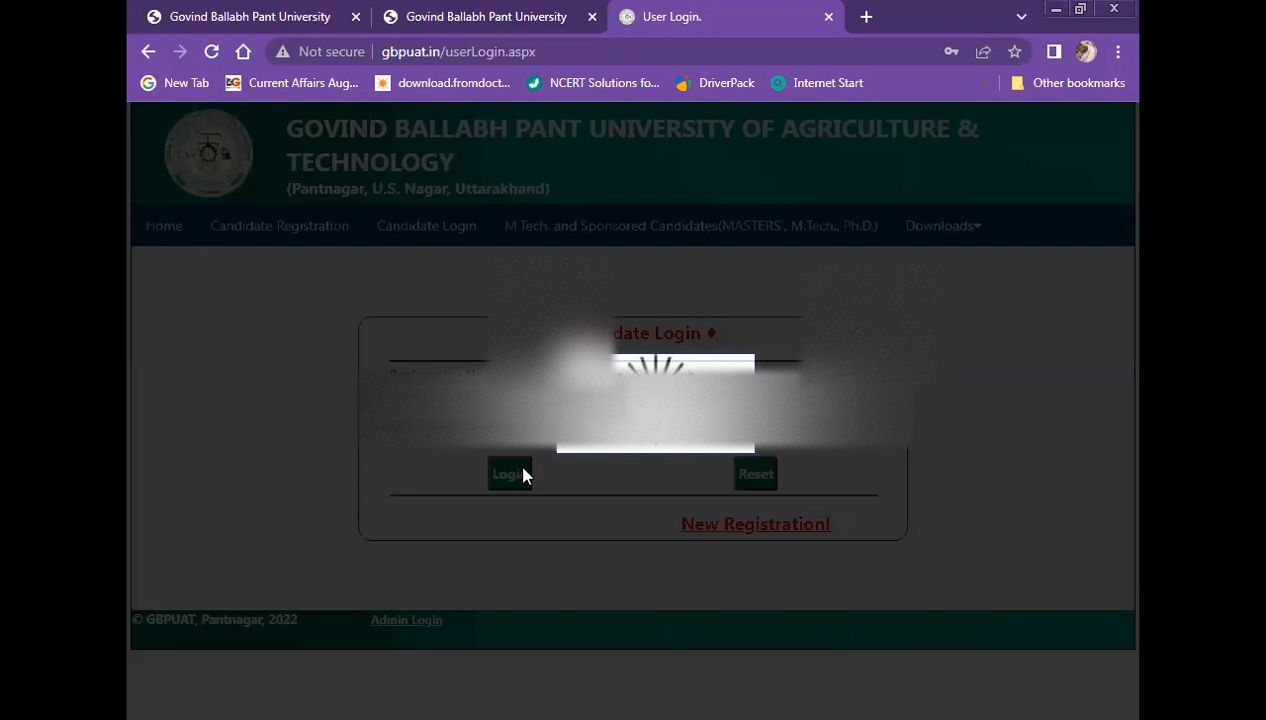 Govind Ballabh Pant University
Govind Ballabh Pant University
User Login.
Not secure
gbpuat.in/userLogin.aspx
New Tab
Current Affairs Aug...
download.fromdoct...
NCERT Solutions fo...
DriverPack
Internet Start
Other bookmarks
GOVIND BALLABH PANT UNIVERSITY OF AGRICULTURE &
TECHNOLOGY
(Pantnagar, U.S. Nagar, Uttarakhand)
Home
Candidate Registration
Candidate Login
M.Tech. and Sponsored Candidates(MASTERS', M.Tech., Ph.D.)
Downloads
date Login ♦
Login
Reset
New Registration!
© GBPUAT, Pantnagar, 2022
Admin Login